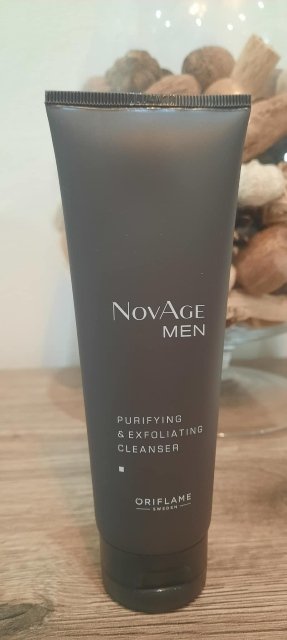 NOVAGE
MEN
PURIFYING
& EXFOLIATING
CLEANSER
ORIFLAME
SWEDEN